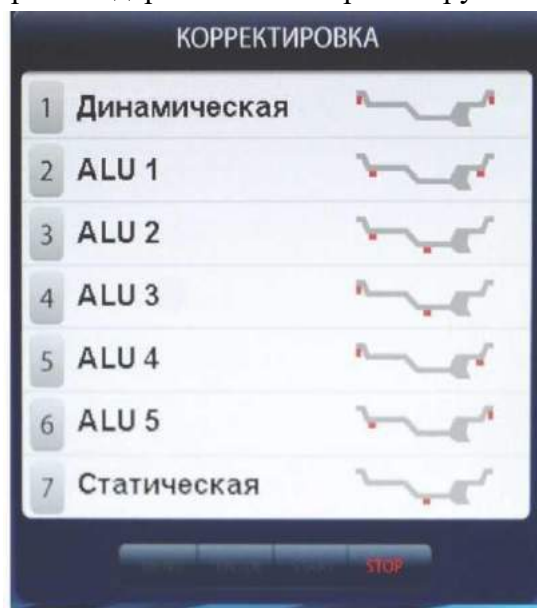 КОРРЕКТИРОВКА
1 Динамическая
2 ALU 1
3 ALU 2
4 ALU 3
5 ALU 4
6 ALU 5
7 Статическая
STOP